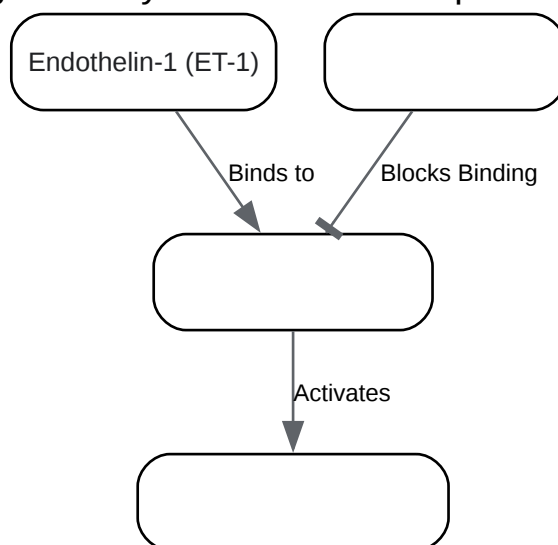 Endothelin-1 (ET-1)
Binds to
Blocks Binding
Activates